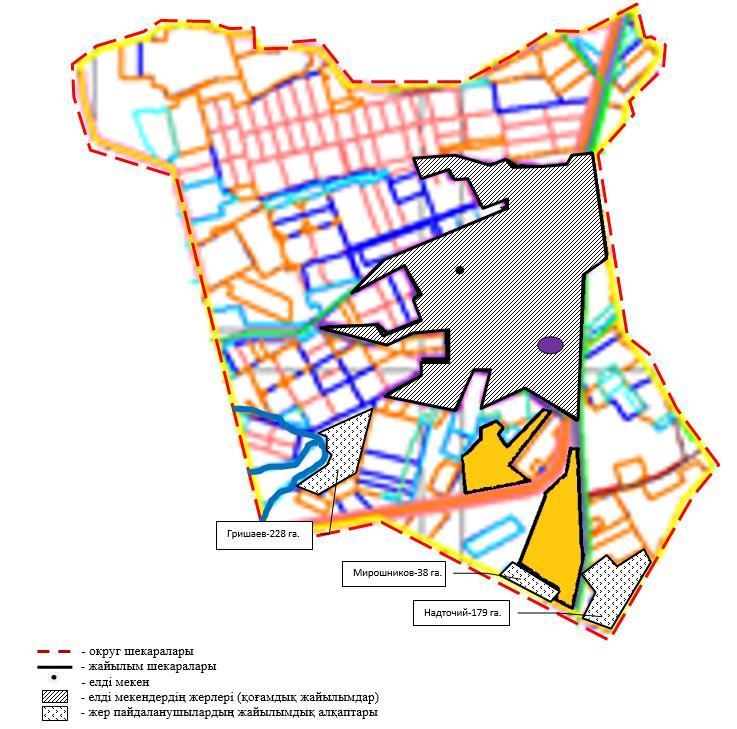 Гришаев-228 га.
Мирошников-38 га.
Надточий-179 га.
- округ шекаралары
- жайылым шекаралары
- елді мекен
- елді мекендердің жерлері (қоғамдық жайылымдар)
- жер пайдаланушылардың жайылымдық алқаптары